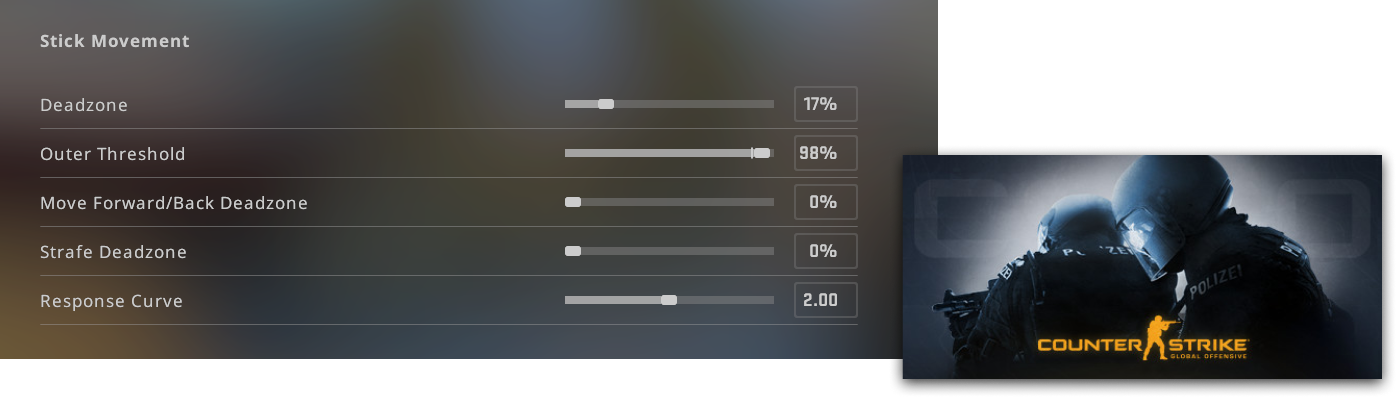 Stick Movement
Deadzone 17%
Outer Threshold 98%
Move Forward/Back Deadzone 0%
Strafe Deadzone 0%
Response Curve 2.00
POLIZEI
COUNTER STRIKE
GLOBAL OFFENSIVE